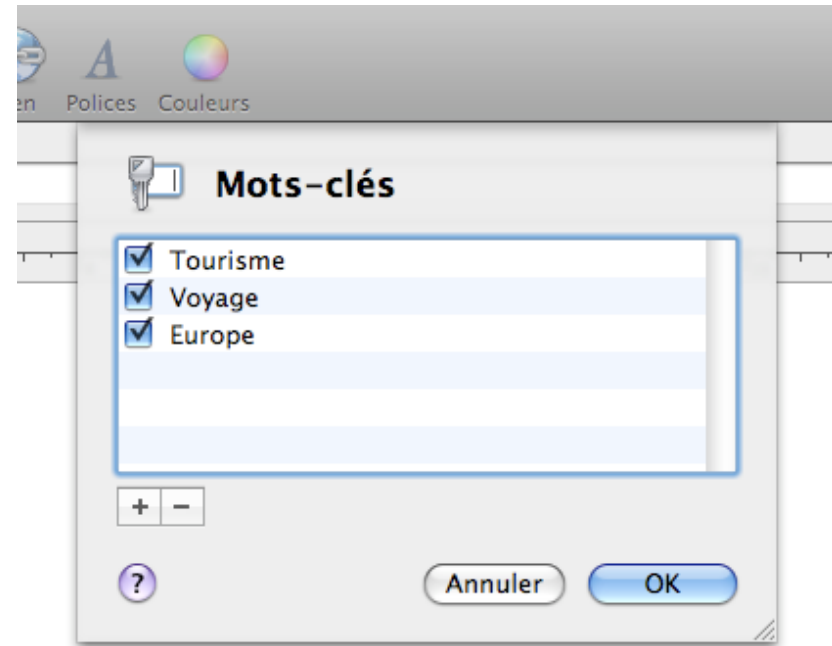 Polices Couleurs
Mots-clés
Tourisme
Voyage
Europe
Annuler OK